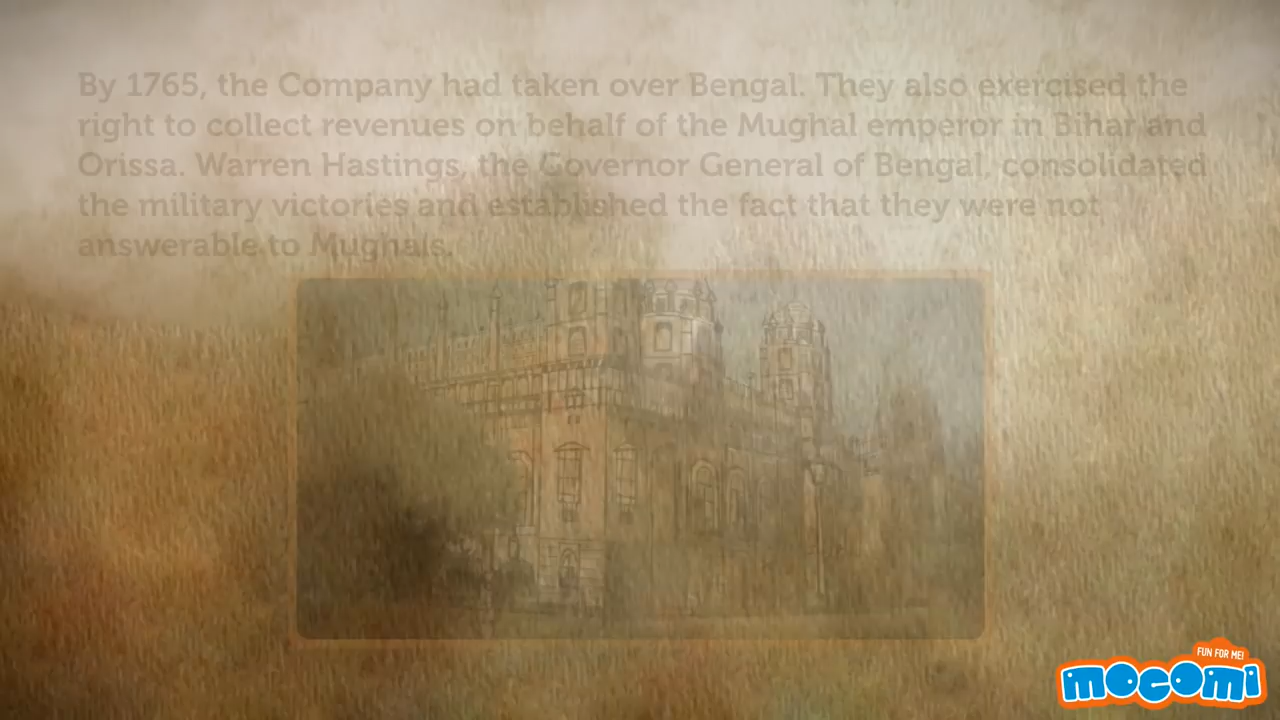 By 1765, the Company had taken over Bengal. They also exercised the
right to collect revenues on behalf of the Mughal emperor in Bihar and
Orissa. Warren Hastings, the Governor General of Bengal, consolidated
the military victories and established the fact that they were not
answerable to Mughals.
FUN FOR ME!
mocomi